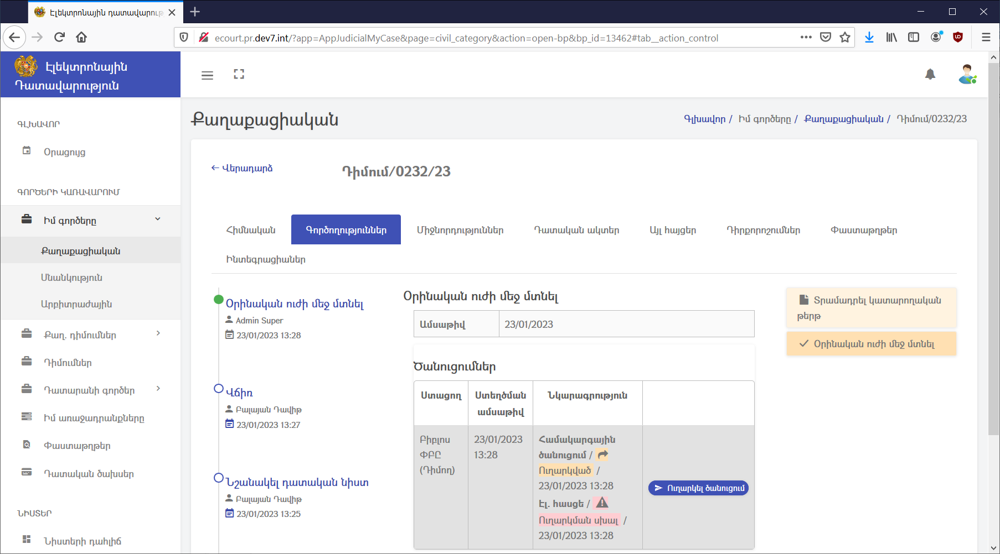 Էլեկտրոնային դատավարութ
ecourt.pr.dev7.int/?app=AppJudicialMyCase&page=civil_category&action=open-bp&bp_id=13462#tab__action_control
Էլեկտրոնային
Դատավարություն
ԳԼԽԱՎՈՐ
Օրացույց
ԳՈՐԾԵՐԻ ԿԱՌԱՎԱՐՈՒՄ
Իմ գործերը
Քաղաքացիական
Սնանկություն
Արբիտրաժային
Քաղ. դիմումներ
Դիմումներ
Դատարանի գործեր
Իմ առաջադրանքները
Փաստաթղթեր
Դատական ծախսեր
ՆԻՍՏԵՐ
Նիստերի դահլիճ
Քաղաքացիական
Գլխավոր / Իմ գործերը / Քաղաքացիական / Դիմում/0232/23
← Վերադարձ
Դիմում/0232/23
Հիմնական Գործողություններ Միջնորդություններ Դատական ակտեր Այլ հայցեր Դիրքորոշումներ Փաստաթղթեր
Ինտեգրացիաներ
Օրինական ուժի մեջ մտնել
Admin Super
23/01/2023 13:28
Վճիռ
Բալայան Դավիթ
23/01/2023 13:27
Նշանակել դատական նիստ
Բալայան Դավիթ
23/01/2023 13:25
Օրինական ուժի մեջ մտնել
Ամսաթիվ 23/01/2023
Ծանուցումներ
Ստացող Ստեղծման Նկարագրություն
ամսաթիվ
Բիբլոս 23/01/2023 Համակարգային
ՓԲԸ 13:28 ծանուցում /
(Դիմող) Ուղարկված /
23/01/2023 13:28
Ուղարկել ծանուցում
Էլ. հասցե /
Ուղարկման սխալ /
23/01/2023 13:28
Տրամադրել կատարողական
թերթ
Օրինական ուժի մեջ մտնել